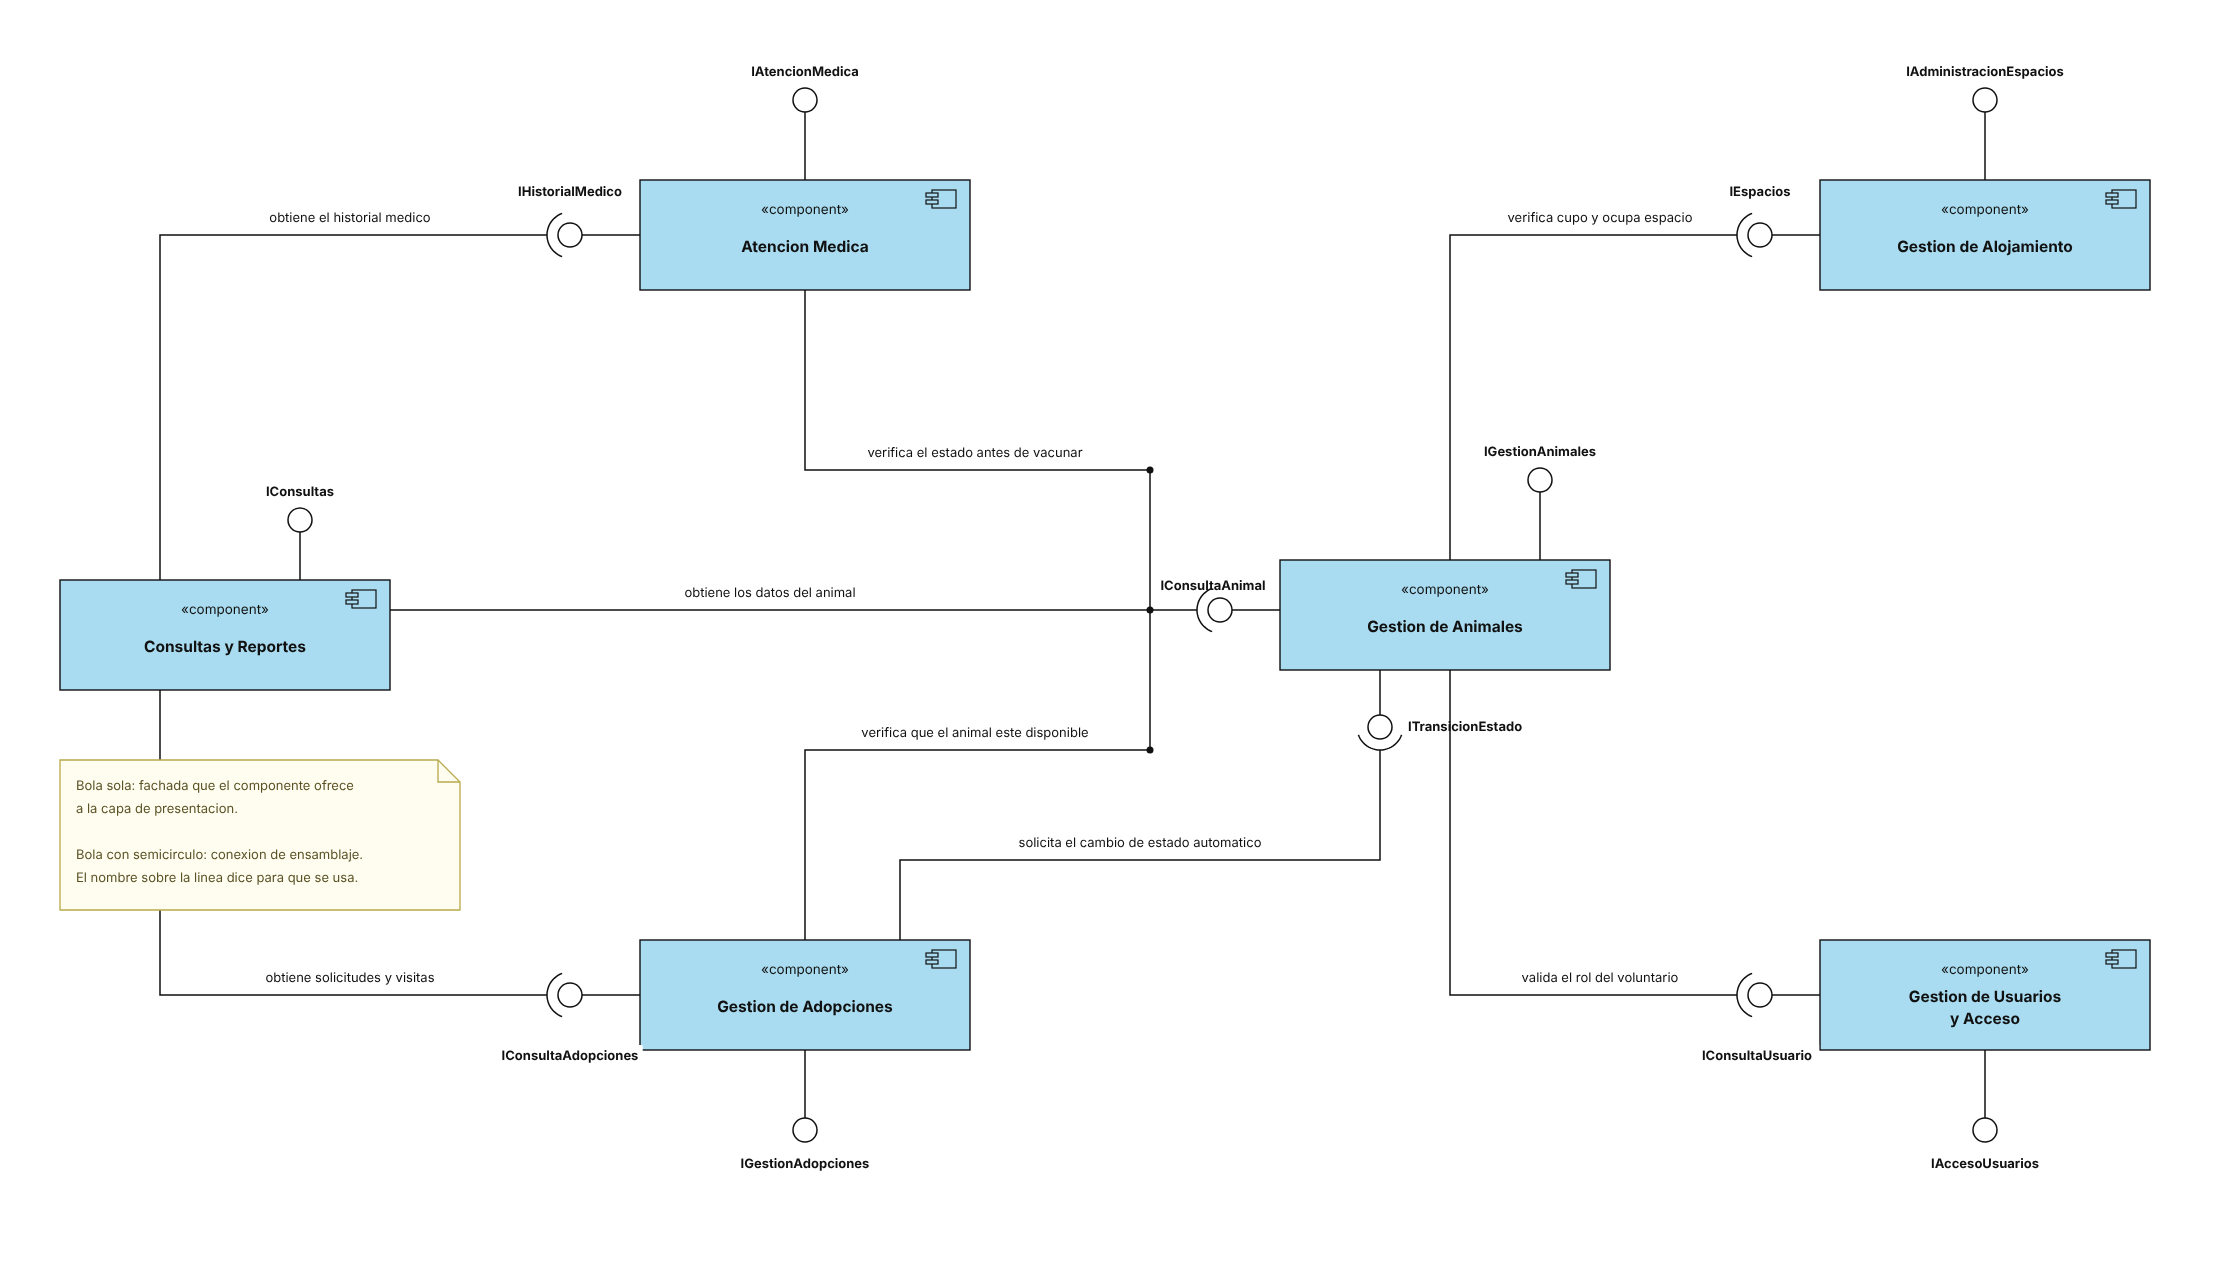 IAtencionMedica
IAdministracionEspacios
IHistorialMedico
IEspacios
obtiene el historial medico
«component»
Atencion Medica
verifica cupo y ocupa espacio
«component»
Gestion de Alojamiento
verifica el estado antes de vacunar
IGestionAnimales
IConsultas
obtiene los datos del animal
IConsultaAnimal
«component»
Gestion de Animales
«component»
Consultas y Reportes
verifica que el animal este disponible
ITransicionEstado
Bola sola: fachada que el componente ofrece
a la capa de presentacion.
Bola con semicirculo: conexion de ensamblaje.
El nombre sobre la linea dice para que se usa.
solicita el cambio de estado automatico
obtiene solicitudes y visitas
«component»
Gestion de Adopciones
valida el rol del voluntario
«component»
Gestion de Usuarios
y Acceso
IConsultaAdopciones
IConsultaUsuario
IGestionAdopciones
IAccesoUsuarios